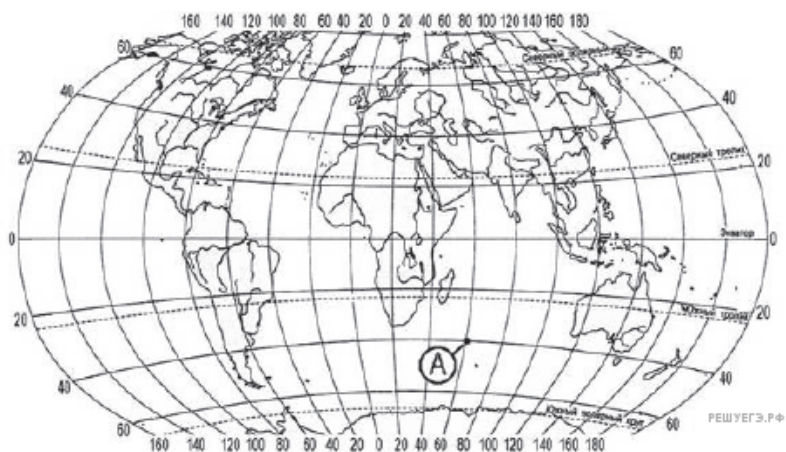 160 140 120 100 80 60 40 20 0 20 40 60 80 100 120 140 160 180
60 Северный полярный 60
40 40
Северный тропик
20 20
0 Экватор 0
20 Южный тропик 20
А
40 40
60 Южный полярный круг 60
РЕШУЕГЭ.РФ
160 140 120 100 80 60 40 20 0 20 40 60 80 100 120 140 160 180